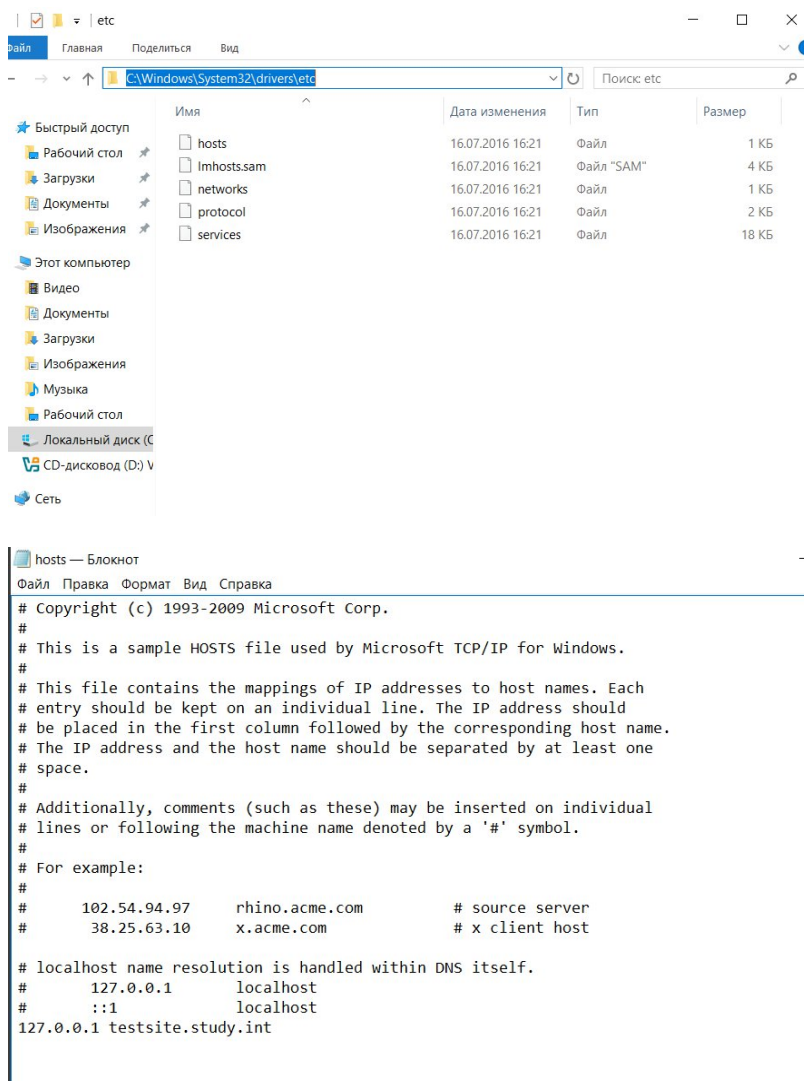 etc
Файл Главная Поделиться Вид
C:\Windows\System32\drivers\etc Поиск: etc
Имя Дата изменения Тип Размер
Быстрый доступ
Рабочий стол
Загрузки
Документы
Изображения
Этот компьютер
Видео
Документы
Загрузки
Изображения
Музыка
Рабочий стол
Локальный диск (C
CD-дисковод (D:) V
Сеть
hosts 16.07.2016 16:21 Файл 1 КБ
lmhosts.sam 16.07.2016 16:21 Файл "SAM" 4 КБ
networks 16.07.2016 16:21 Файл 1 КБ
protocol 16.07.2016 16:21 Файл 2 КБ
services 16.07.2016 16:21 Файл 18 КБ
hosts — Блокнот
Файл Правка Формат Вид Справка
# Copyright (c) 1993-2009 Microsoft Corp.
#
# This is a sample HOSTS file used by Microsoft TCP/IP for Windows.
#
# This file contains the mappings of IP addresses to host names. Each
# entry should be kept on an individual line. The IP address should
# be placed in the first column followed by the corresponding host name.
# The IP address and the host name should be separated by at least one
# space.
#
# Additionally, comments (such as these) may be inserted on individual
# lines or following the machine name denoted by a '#' symbol.
#
# For example:
#
# 102.54.94.97 rhino.acme.com # source server
# 38.25.63.10 x.acme.com # x client host
# localhost name resolution is handled within DNS itself.
# 127.0.0.1 localhost
# ::1 localhost
127.0.0.1 testsite.study.int